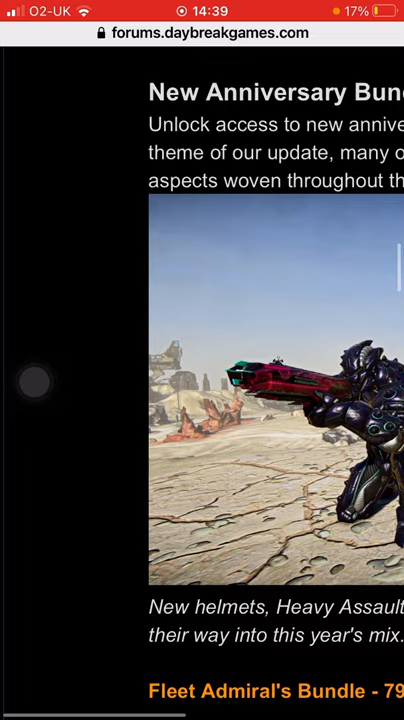 O2-UK 14:39 17%
forums.daybreakgames.com
New Anniversary Bun
Unlock access to new annive
theme of our update, many o
aspects woven throughout th
New helmets, Heavy Assault
their way into this year's mix.
Fleet Admiral's Bundle - 79